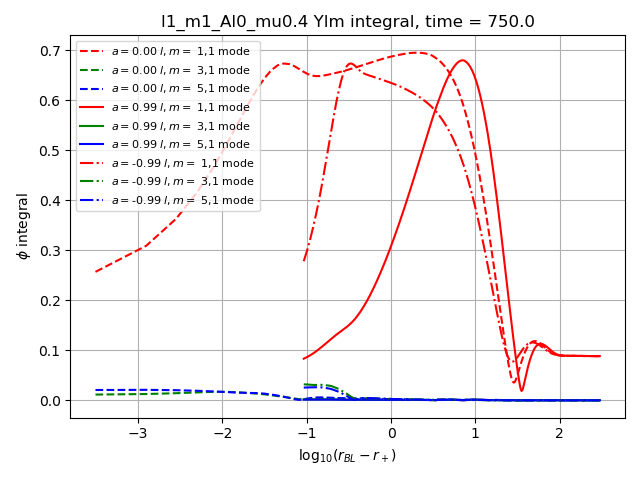 l1_m1_Al0_mu0.4 Ylm integral, time = 750.0
a = 0.00 l, m = 1,1 mode
a = 0.00 l, m = 3,1 mode
a = 0.00 l, m = 5,1 mode
a = 0.99 l, m = 1,1 mode
a = 0.99 l, m = 3,1 mode
a = 0.99 l, m = 5,1 mode
a = -0.99 l, m = 1,1 mode
a = -0.99 l, m = 3,1 mode
a = -0.99 l, m = 5,1 mode
ϕ integral
0.7
0.6
0.5
0.4
0.3
0.2
0.1
0.0
−3 −2 −1 0 1 2
log₁₀(r_BL − r₊)